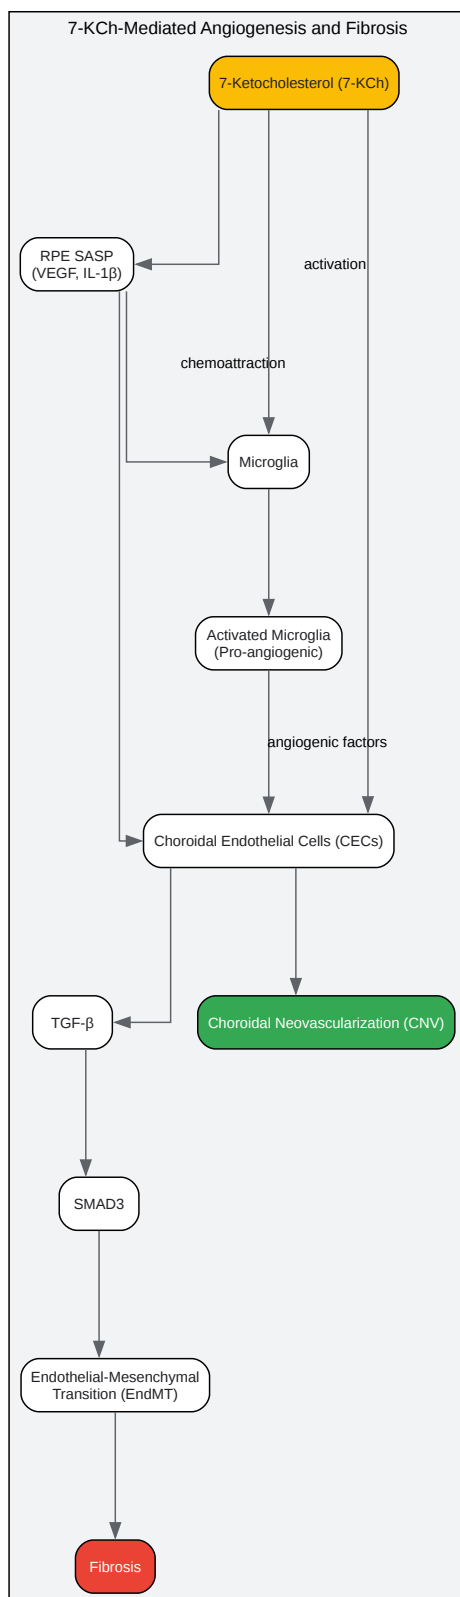 7-KCh-Mediated Angiogenesis and Fibrosis
7-Ketocholesterol (7-KCh)
RPE SASP
(VEGF, IL-1β)
activation
chemoattraction
Microglia
Activated Microglia
(Pro-angiogenic)
angiogenic factors
Choroidal Endothelial Cells (CECs)
TGF-β
Choroidal Neovascularization (CNV)
SMAD3
Endothelial-Mesenchymal
Transition (EndMT)
Fibrosis